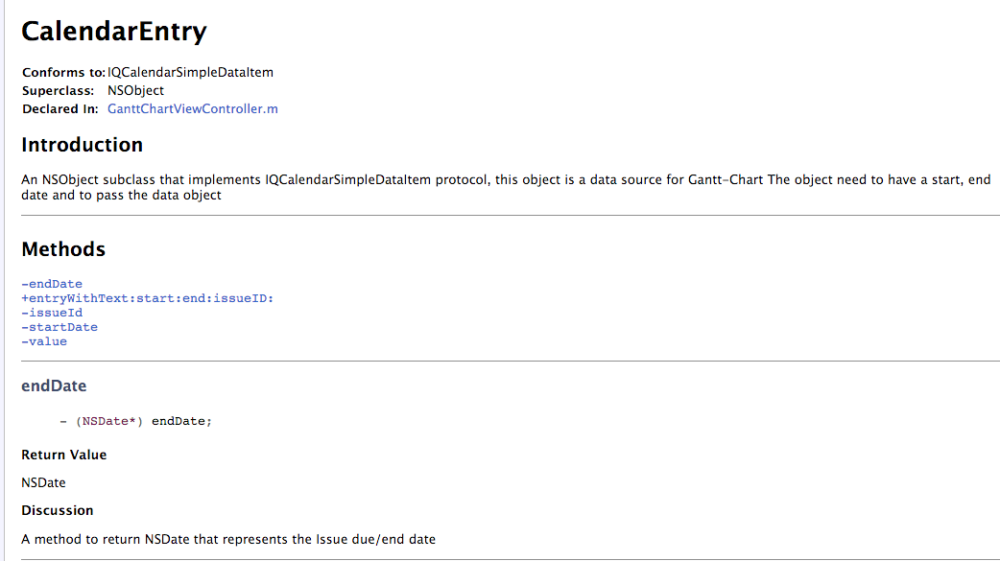 CalendarEntry
Conforms to: IQCalendarSimpleDataItem
Superclass: NSObject
Declared In: GanttChartViewController.m
Introduction
An NSObject subclass that implements IQCalendarSimpleDataItem protocol, this object is a data source for Gantt-Chart The object need to have a start, end
date and to pass the data object
Methods
-endDate
+entryWithText:start:end:issueID:
-issueId
-startDate
-value
endDate
- (NSDate*) endDate;
Return Value
NSDate
Discussion
A method to return NSDate that represents the Issue due/end date